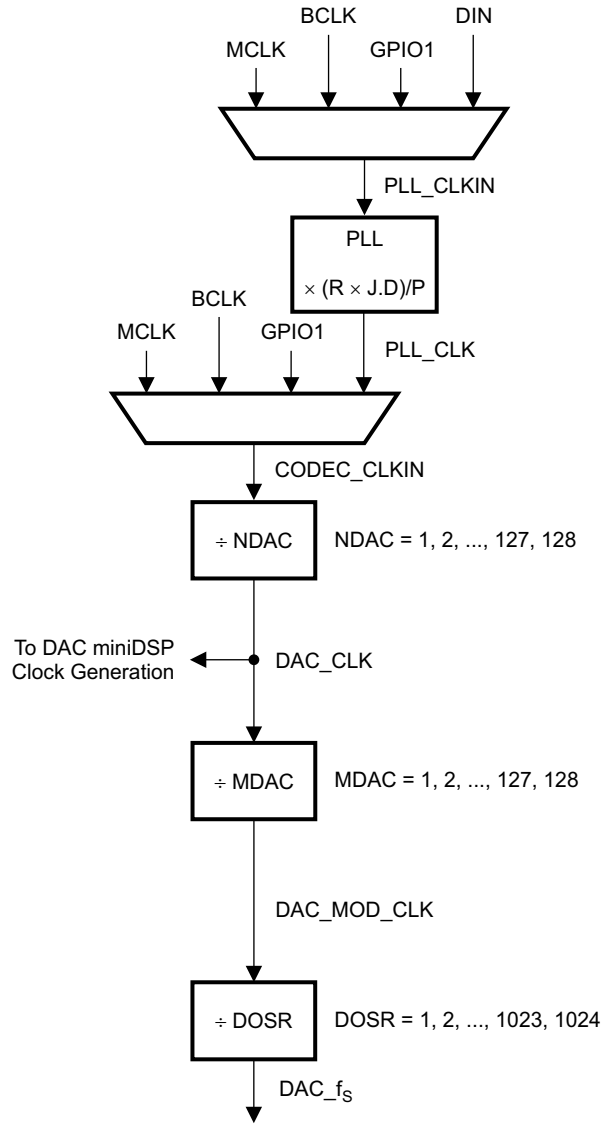 BCLK
DIN
MCLK
GPIO1
PLL_CLKIN
PLL
× (R × J.D)/P
BCLK
MCLK
GPIO1
PLL_CLK
CODEC_CLKIN
÷ NDAC
NDAC = 1, 2, ..., 127, 128
To DAC miniDSP
Clock Generation
DAC_CLK
÷ MDAC
MDAC = 1, 2, ..., 127, 128
DAC_MOD_CLK
÷ DOSR
DOSR = 1, 2, ..., 1023, 1024
DAC_fS